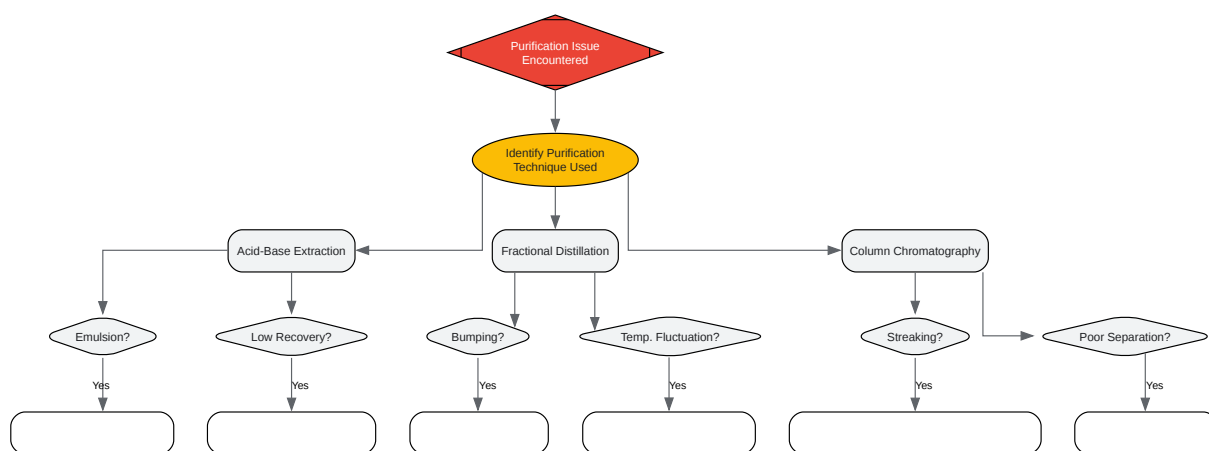 Purification Issue
Encountered
Identify Purification
Technique Used
Acid-Base Extraction
Fractional Distillation
Column Chromatography
Emulsion?
Low Recovery?
Bumping?
Temp. Fluctuation?
Streaking?
Poor Separation?
Yes
Yes
Yes
Yes
Yes
Yes